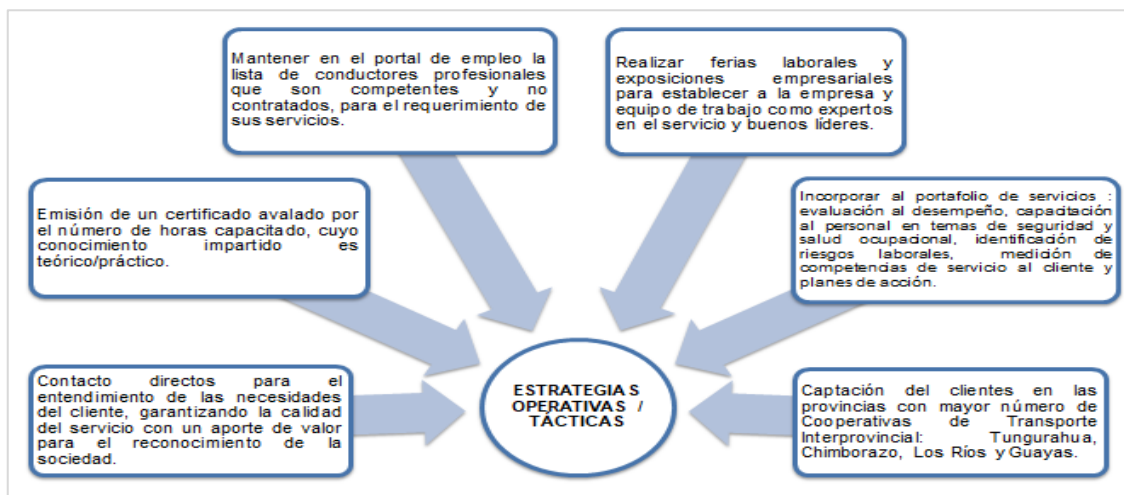 Mantener en el portal de empleo la
lista de conductores profesionales
que son competentes y no
contratados, para el requerimiento de
sus servicios.
Realizar ferias laborales y
exposiciones empresariales
para establecer a la empresa y
equipo de trabajo como expertos
en el servicio y buenos líderes.
Emisión de un certificado avalado por
el número de horas capacitado, cuyo
conocimiento impartido es
teórico/práctico.
Incorporar al portafolio de servicios :
evaluación al desempeño, capacitación
al personal en temas de seguridad y
salud ocupacional, identificación de
riesgos laborales, medición de
competencias de servicio al cliente y
planes de acción.
Contacto directos para el
entendimiento de las necesidades
del cliente, garantizando la calidad
del servicio con un aporte de valor
para el reconocimiento de la
sociedad.
ESTRATEGIAS
OPERATIVAS /
TÁCTICAS
Captación del clientes en las
provincias con mayor número de
Cooperativas de Transporte
Interprovincial: Tungurahua,
Chimborazo, Los Ríos y Guayas.